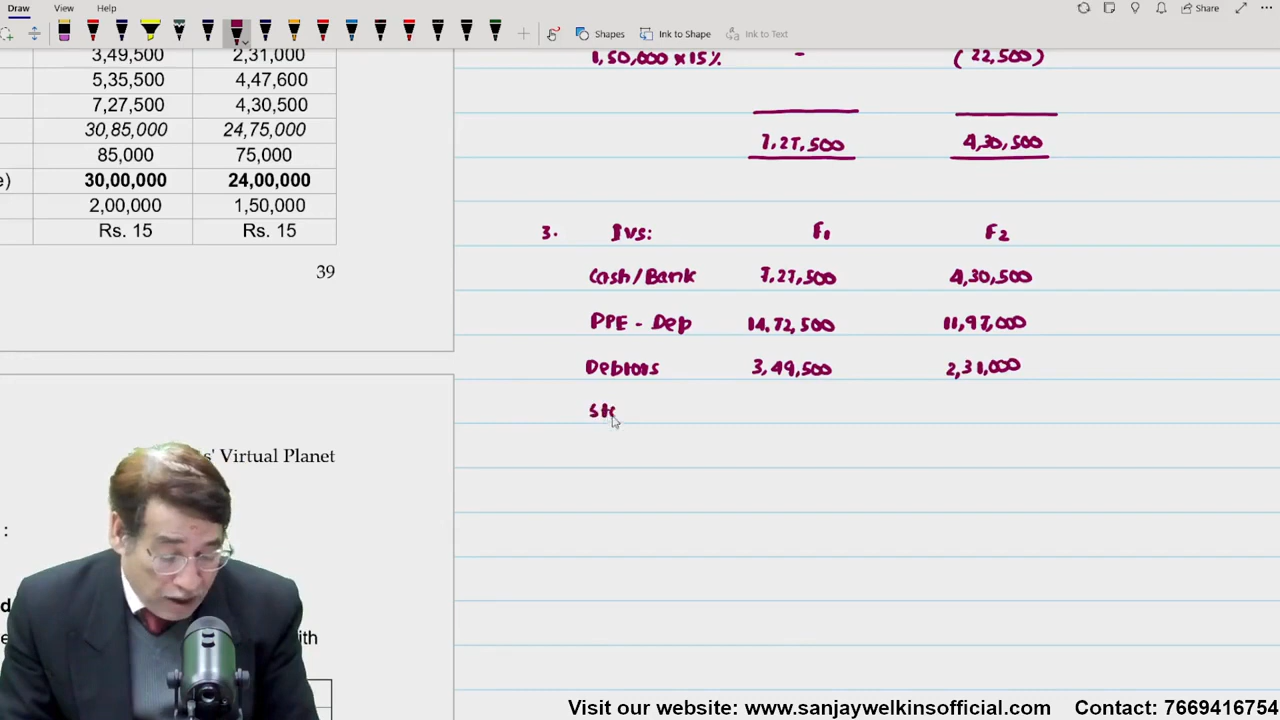 Draw View Help
Share
Shapes Ink to Shape Ink to Text
3,49,500 2,31,000
5,35,500 4,47,600
7,27,500 4,30,500
30,85,000 24,75,000
85,000 75,000
e) 30,00,000 24,00,000
2,00,000 1,50,000
Rs. 15 Rs. 15
39
s' Virtual Planet
:
d
e
ith
1,50,000 x 15% - (22,500)
7,27,500 4,30,500
3. Ivs: F1 F2
Cash/Bank 7,27,500 4,30,500
PPE - Dep 14,72,500 11,97,000
Debtors 3,49,500 2,31,000
Sto
Visit our website: www.sanjaywelkinsofficial.com Contact: 7669416754